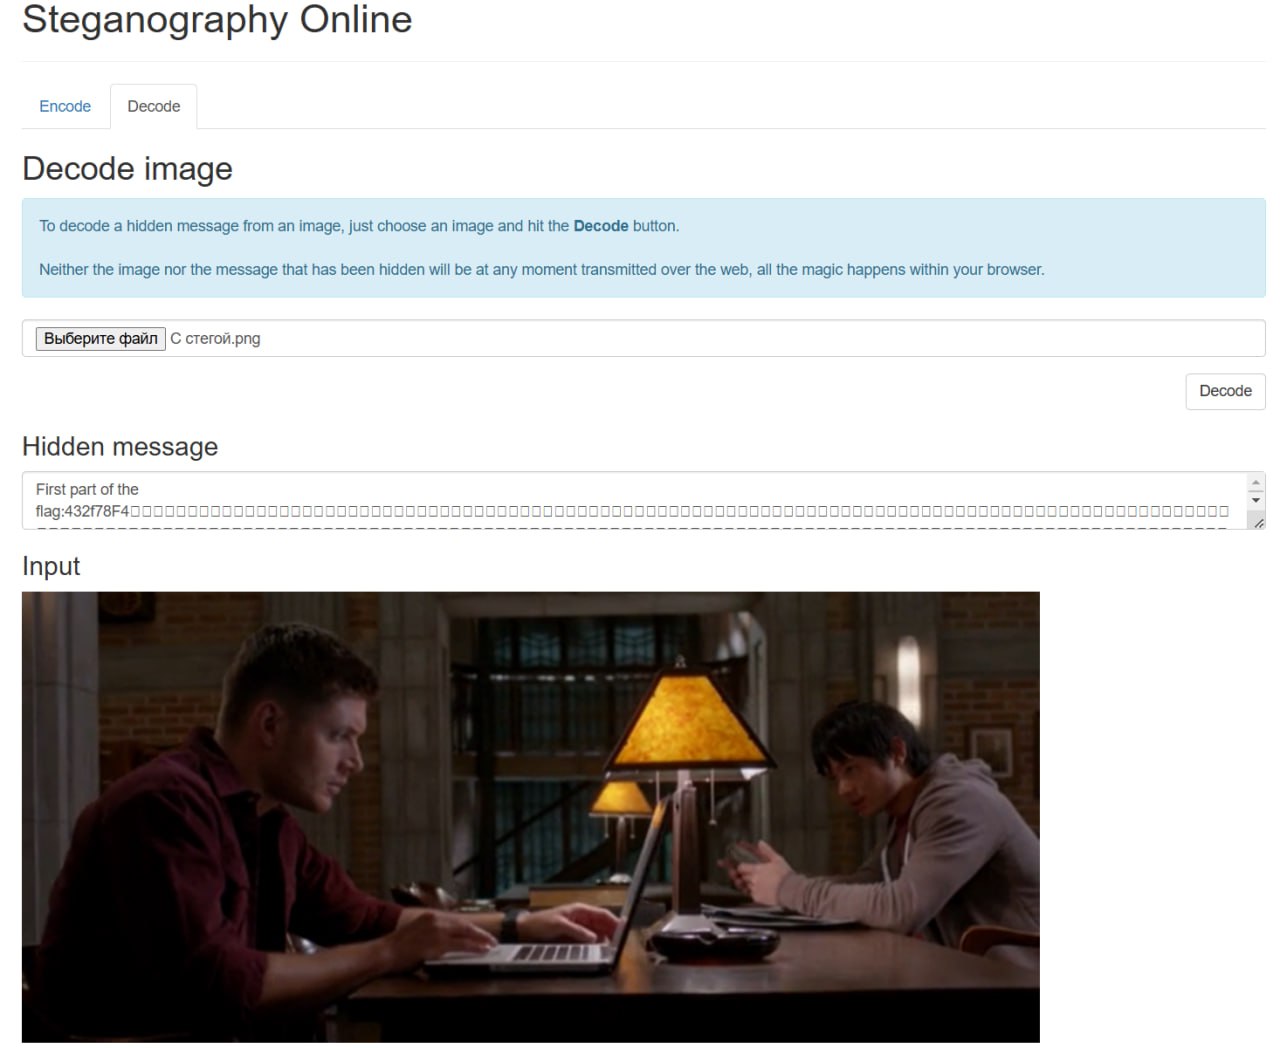 Steganography Online
Encode
Decode
Decode image
To decode a hidden message from an image, just choose an image and hit the Decode button.
Neither the image nor the message that has been hidden will be at any moment transmitted over the web, all the magic happens within your browser.
Выберите файл С стегой.png
Decode
Hidden message
First part of the
flag:432f78F4
Input